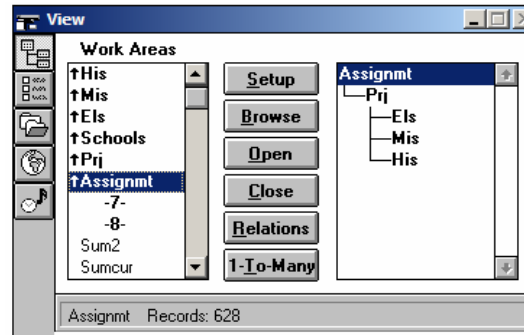 View
Work Areas
↑His
↑Mis
↑Els
↑Schools
↑Prj
↑Assignmt
-7-
-8-
Sum2
Sumcur
Setup
Browse
Open
Close
Relations
1-To-Many
Assignmt
Prj
Els
Mis
His
Assignmt Records: 628